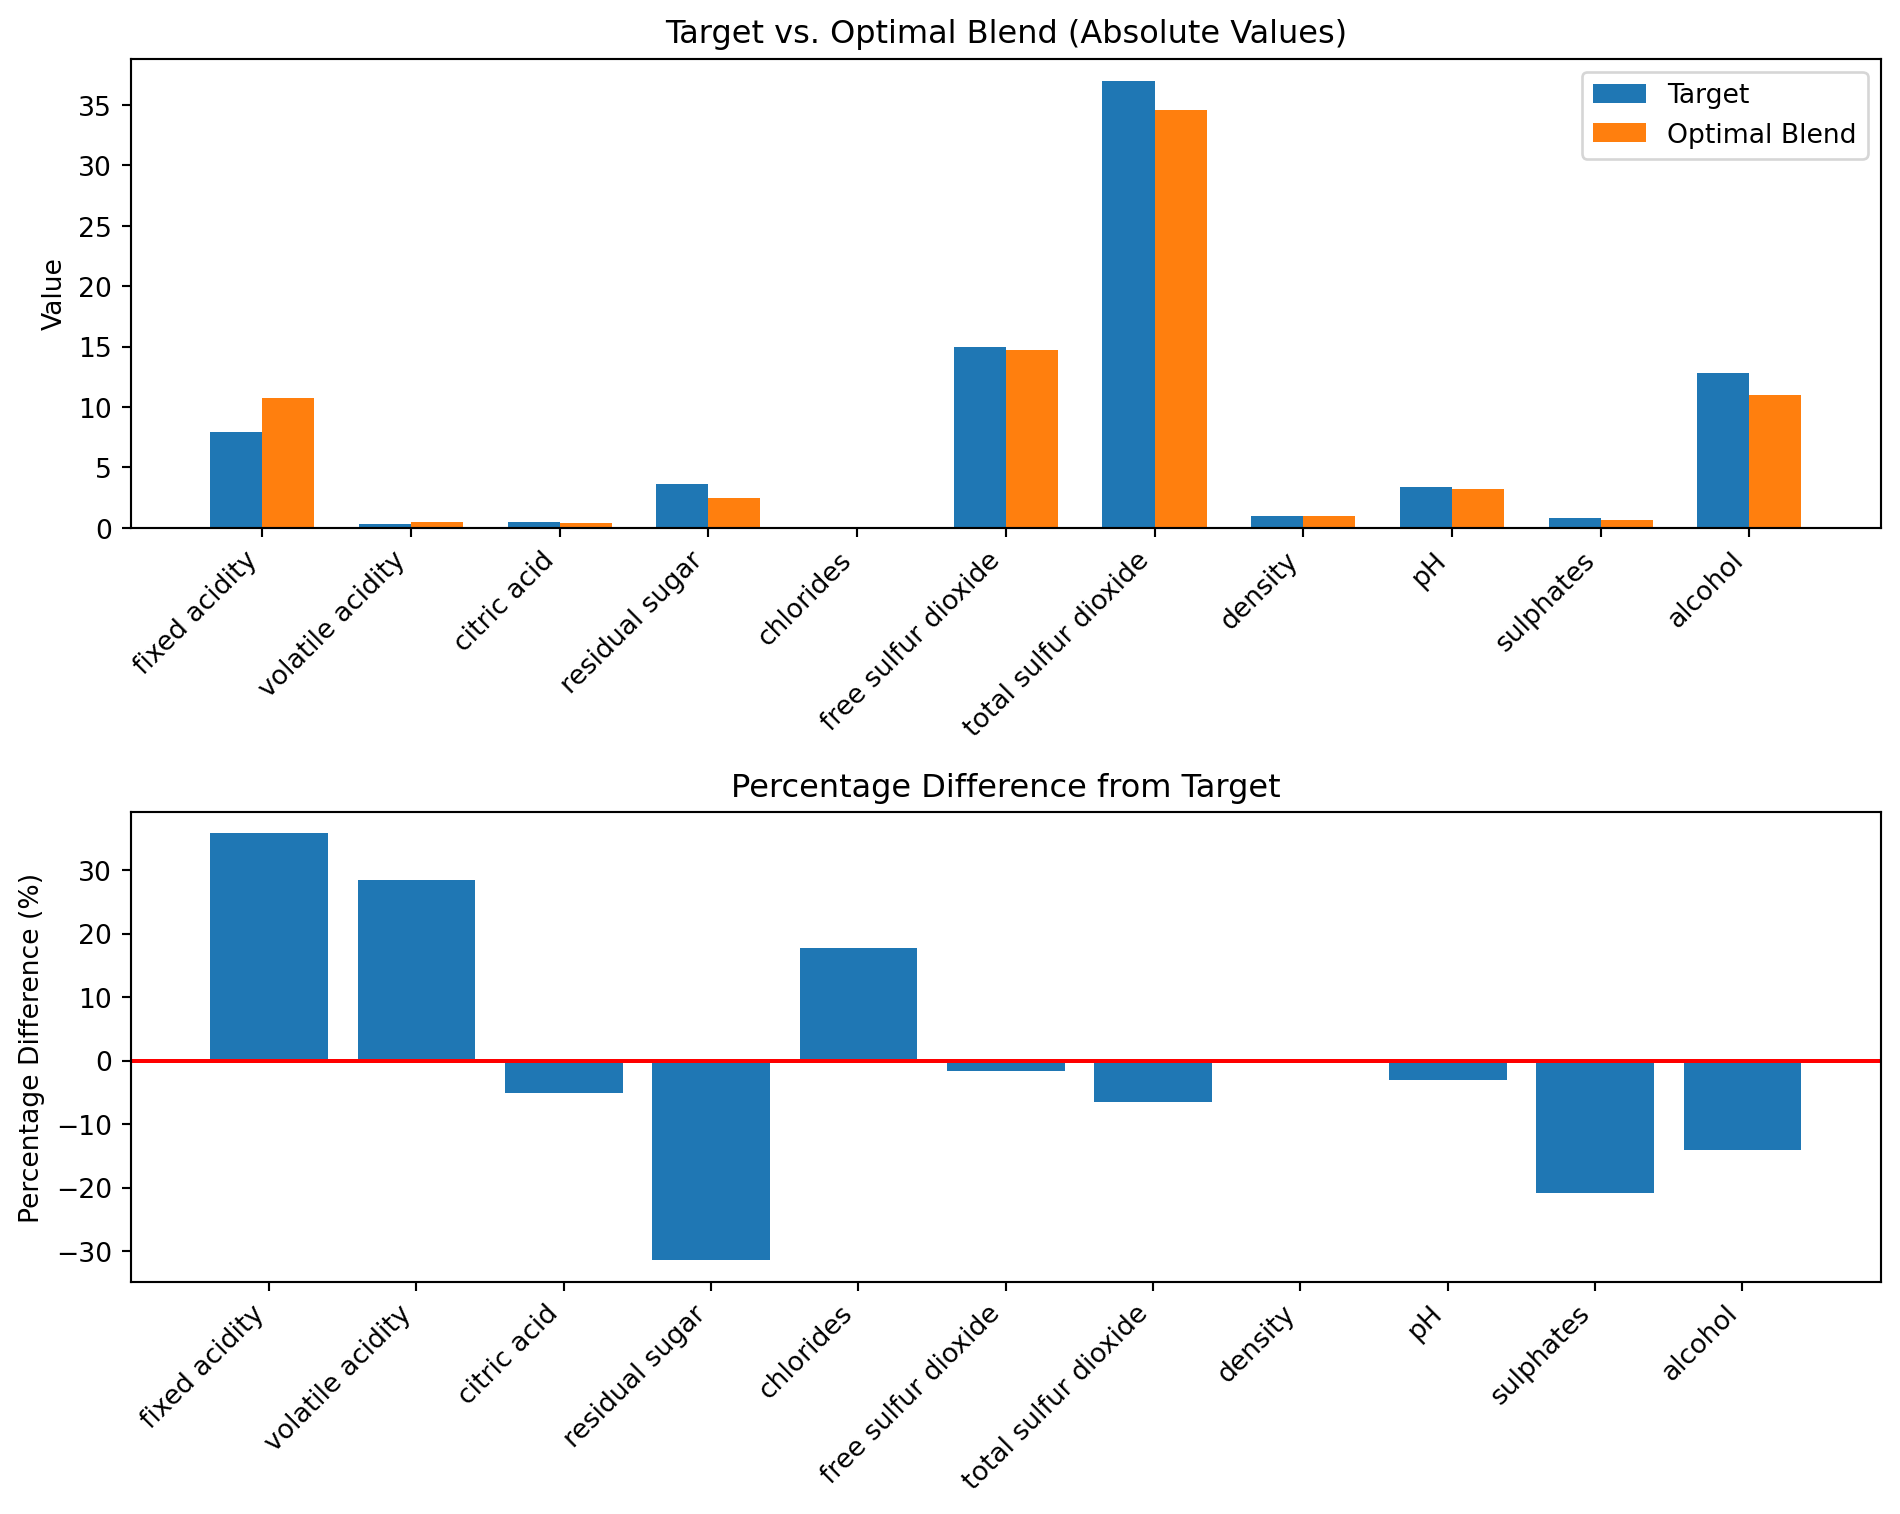 Target vs. Optimal Blend (Absolute Values)
Target
Optimal Blend
Value
35
30
25
20
15
10
5
0
fixed acidity
volatile acidity
citric acid
residual sugar
chlorides
free sulfur dioxide
total sulfur dioxide
density
pH
sulphates
alcohol
Percentage Difference from Target
Percentage Difference (%)
30
20
10
0
−10
−20
−30
fixed acidity
volatile acidity
citric acid
residual sugar
chlorides
free sulfur dioxide
total sulfur dioxide
density
pH
sulphates
alcohol